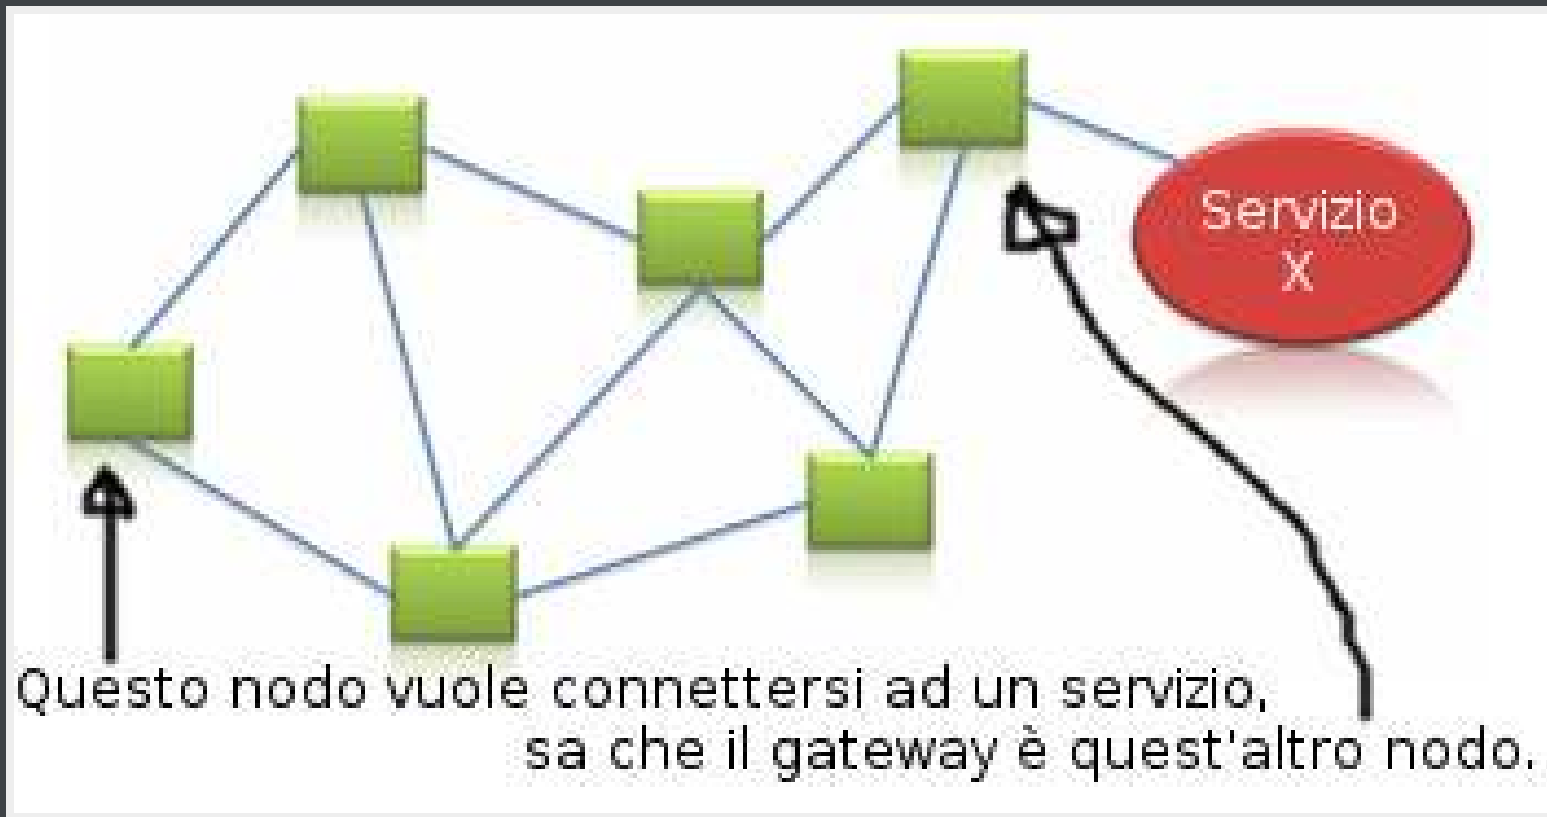 Servizio
X
Questo nodo vuole connettersi ad un servizio,
sa che il gateway è quest'altro nodo.